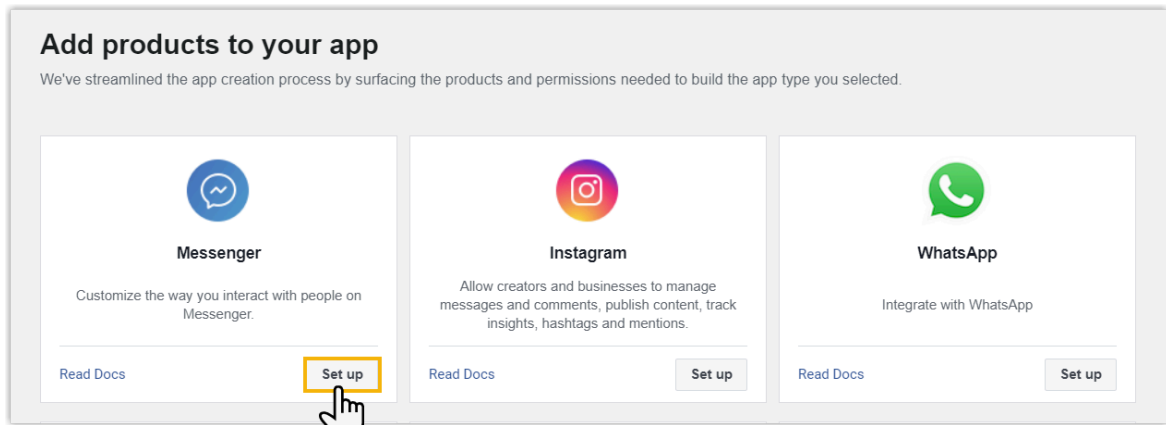 Add products to your app
We've streamlined the app creation process by surfacing the products and permissions needed to build the app type you selected.
Messenger
Customize the way you interact with people on
Messenger.
Read Docs
Set up
Instagram
Allow creators and businesses to manage
messages and comments, publish content, track
insights, hashtags and mentions.
Read Docs
Set up
WhatsApp
Integrate with WhatsApp
Read Docs
Set up